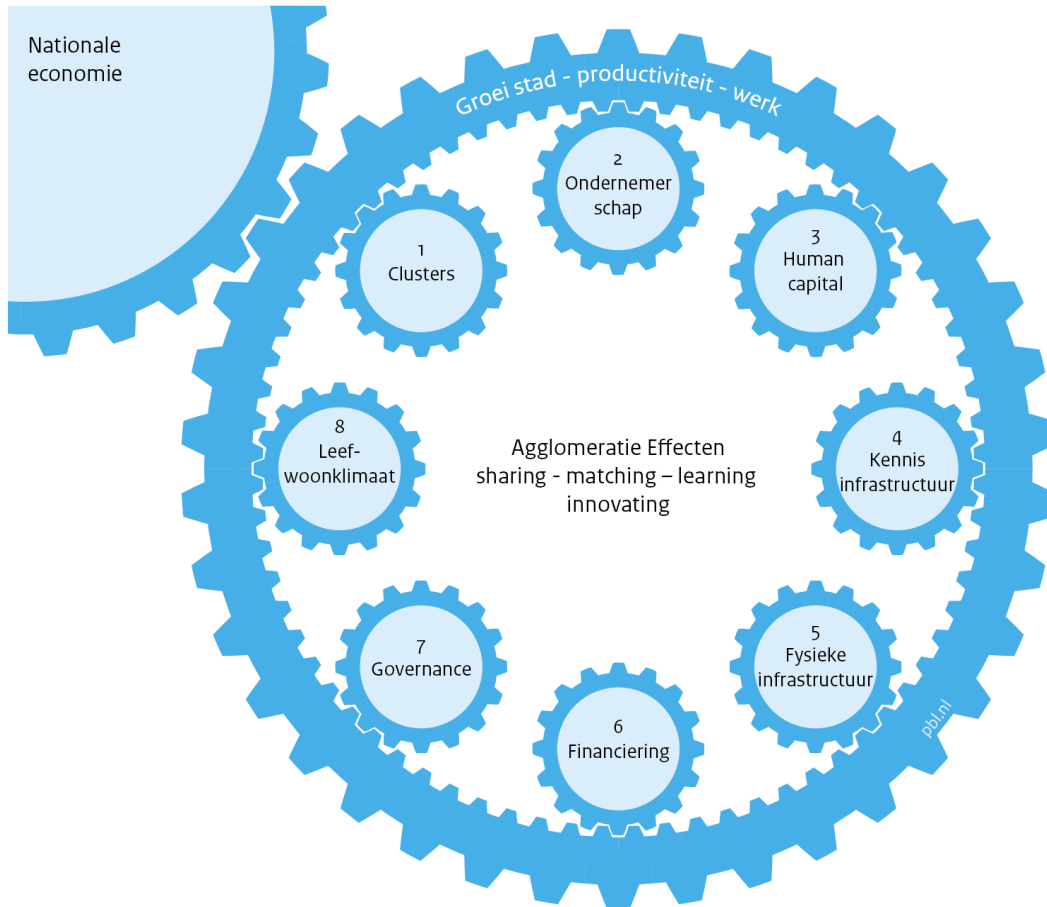 Nationale
economie
Groei stad - productiviteit - werk
1
Clusters
2
Ondernemer
schap
3
Human
capital
4
Kennis
infrastructuur
5
Fysieke
infrastructuur
6
Financiering
7
Governance
8
Leef-
woonklimaat
Agglomeratie Effecten
sharing - matching – learning
innovating
pbl.nl